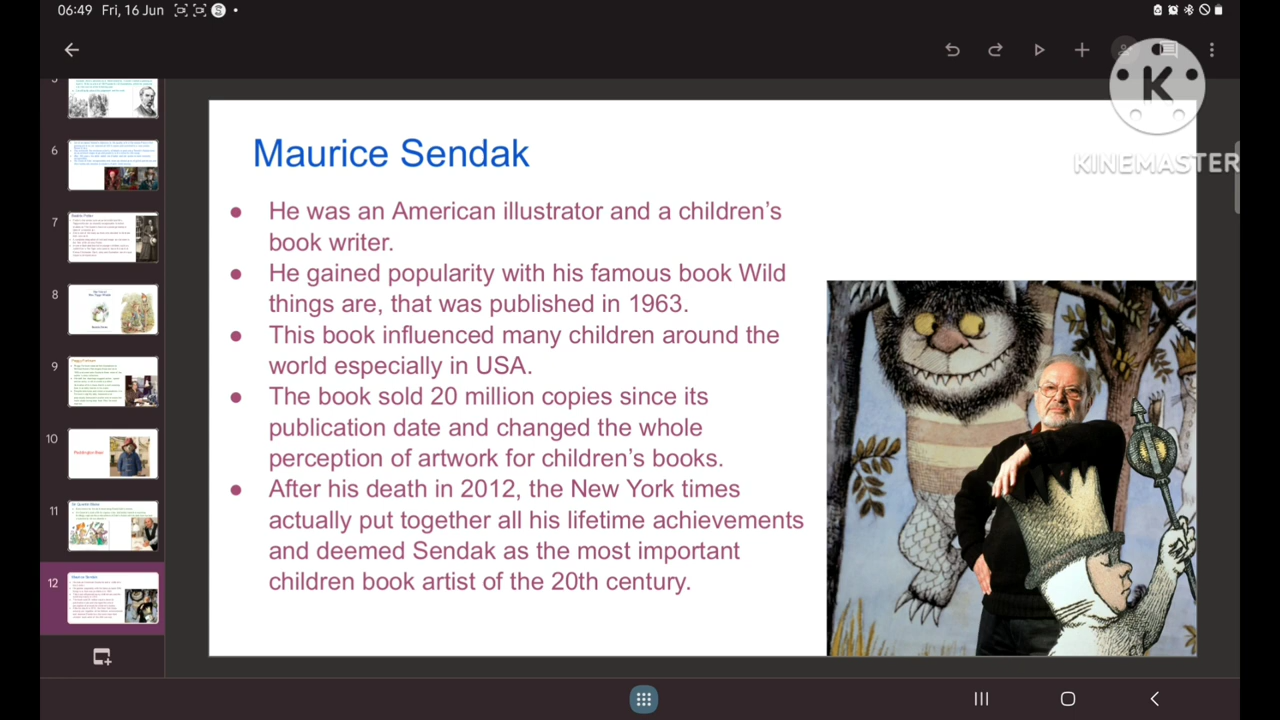 06:49 Fri, 16 Jun
S
K
KINEMASTER
5
6
7
8
9
10
11
12
Maurice Sendak
● He was an American illustrator and a children's
book writer.
● He gained popularity with his famous book Wild
things are, that was published in 1963.
● This book influenced many children around the
world especially in USA.
● The book sold 20 million copies since its
publication date and changed the whole
perception of artwork for children's books.
● After his death in 2012, the New York times
actually put together all his lifetime achievements
and deemed Sendak as the most important
children book artist of the 20th century.